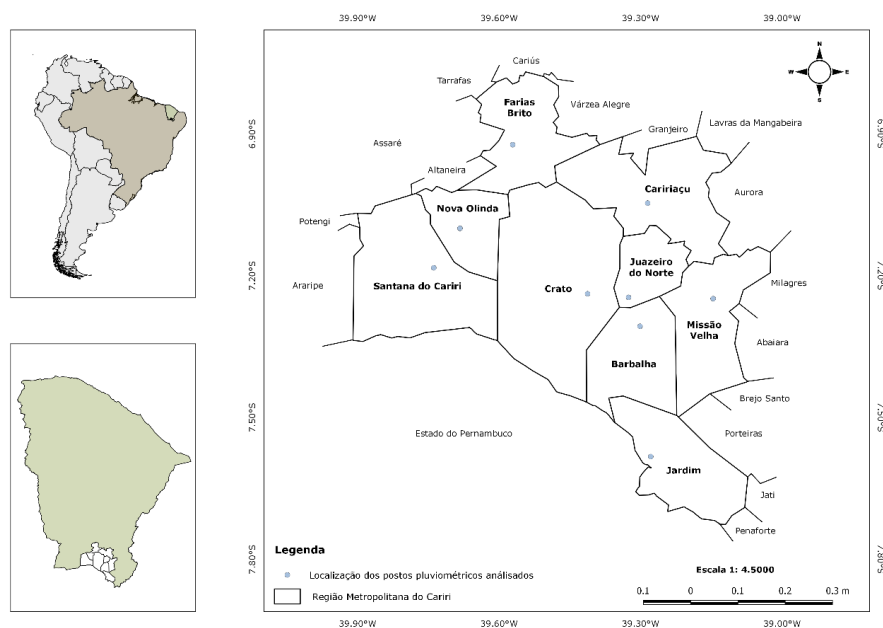 39.90°W 39.60°W 39.30°W 39.00°W
N
W E
S
Cariús
Tarrafas
Farias
Brito
Várzea Alegre
Lavras da Mangabeira
Granjeiro
6.90°S
6.90°S
Assaré
Altaneira
Caririaçu
Aurora
Nova Olinda
Potengi
Juazeiro
do Norte
7.20°S
7.20°S
Araripe
Santana do Cariri
Crato
Milagres
Missão
Velha
Abaiara
Barbalha
Brejo Santo
7.50°S
7.50°S
Estado do Pernambuco
Porteiras
Jardim
Jati
Penaforte
7.80°S
7.80°S
Legenda
Localização dos postos pluviométricos análisados
Região Metropolitana do Cariri
Escala 1: 4.5000
0.1 0 0.1 0.2 0.3 m
39.90°W 39.60°W 39.30°W 39.00°W